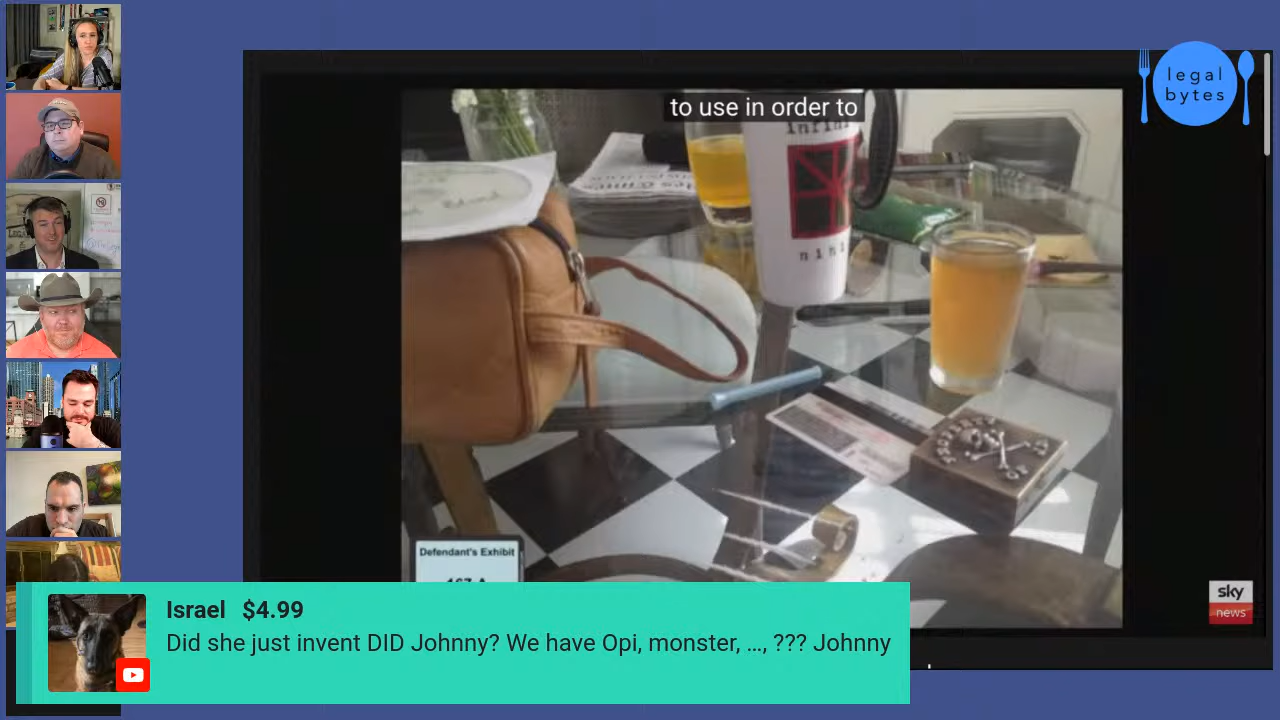 to use in order to
legal
bytes
nini
Defendant's Exhibit
sky
news
Israel $4.99
Did she just invent DID Johnny? We have Opi, monster, ..., ??? Johnny